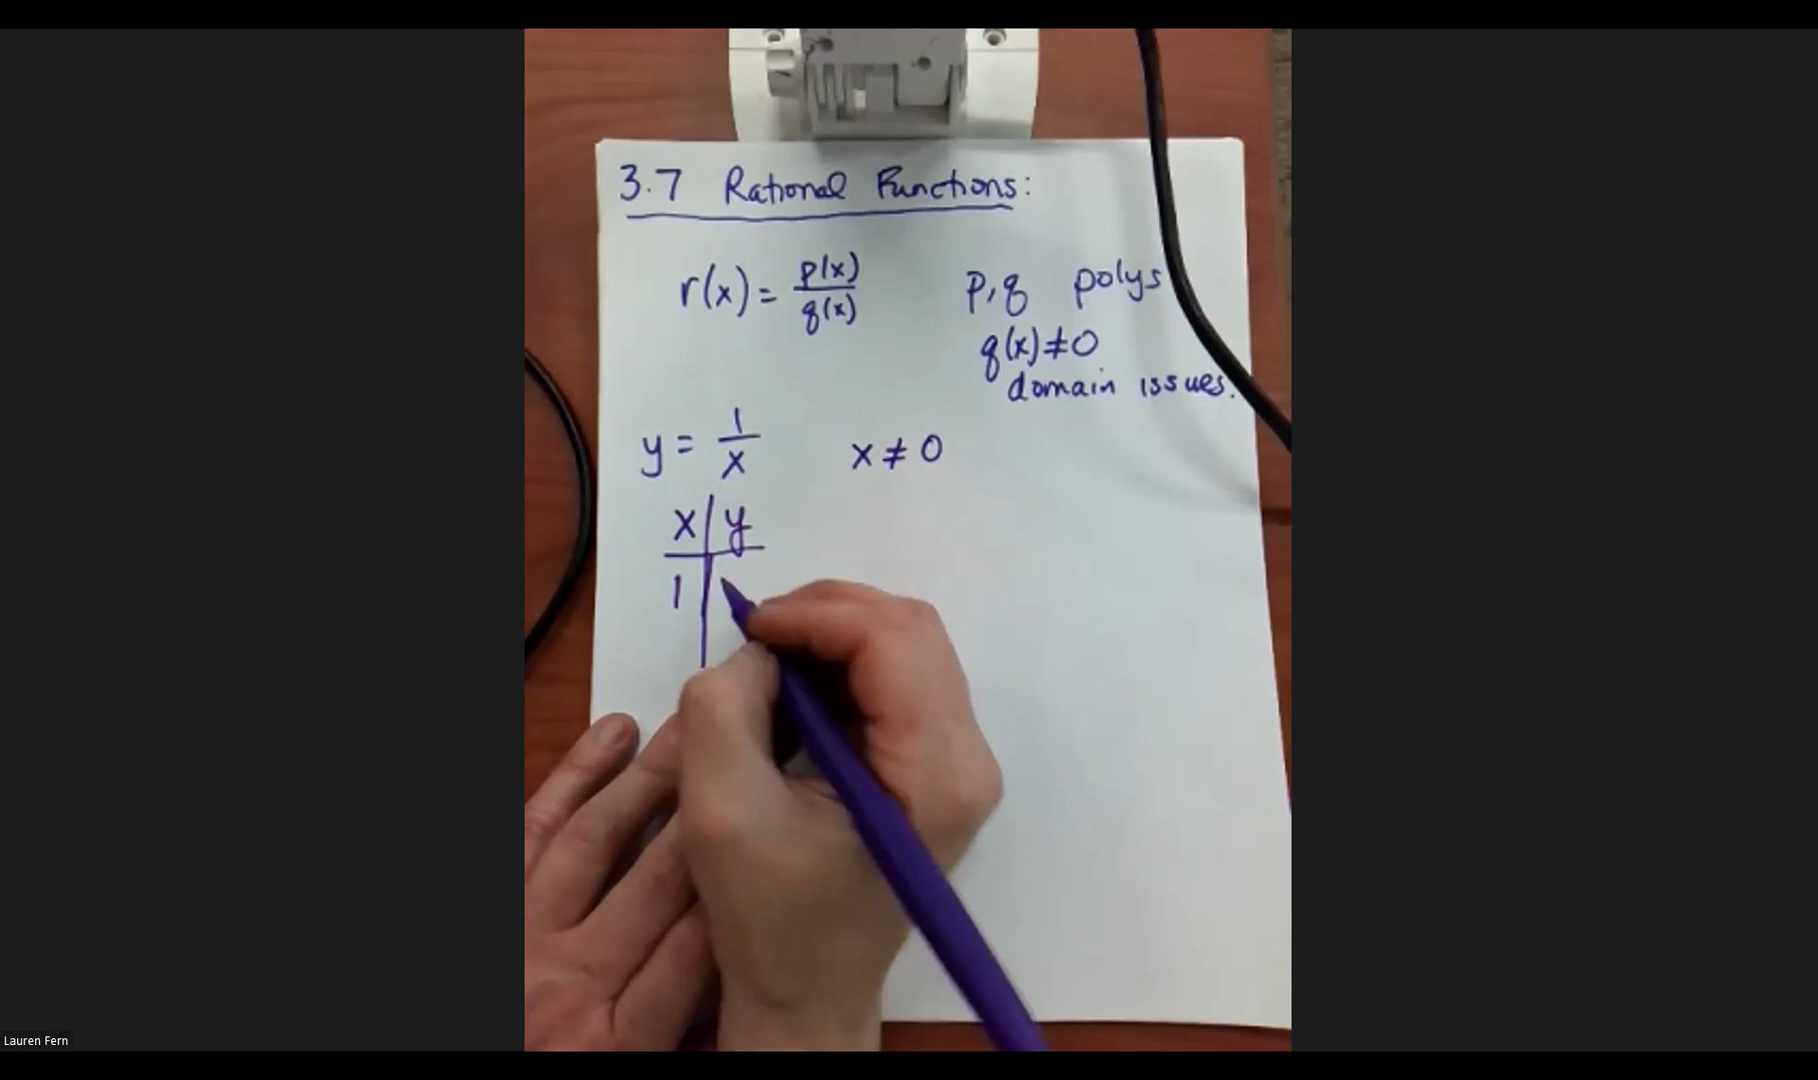 3.7 Rational Functions:
r(x) = p(x)/q(x) p,q polys
q(x)≠0
domain issues.
y = 1/x x ≠ 0
x | y
1 |
Lauren Fern